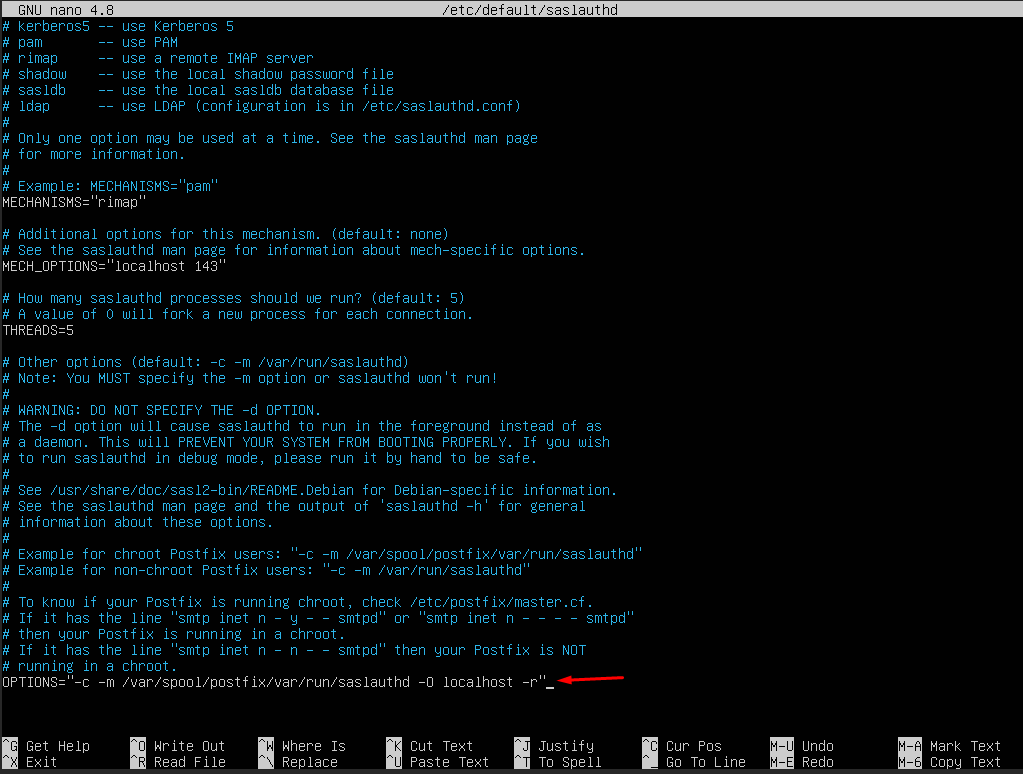 GNU nano 4.8 /etc/default/saslauthd
# kerberos5 -- use Kerberos 5
# pam -- use PAM
# rimap -- use a remote IMAP server
# shadow -- use the local shadow password file
# sasldb -- use the local sasldb database file
# ldap -- use LDAP (configuration is in /etc/saslauthd.conf)
#
# Only one option may be used at a time. See the saslauthd man page
# for more information.
#
# Example: MECHANISMS="pam"
MECHANISMS="rimap"
# Additional options for this mechanism. (default: none)
# See the saslauthd man page for information about mech-specific options.
MECH_OPTIONS="localhost 143"
# How many saslauthd processes should we run? (default: 5)
# A value of 0 will fork a new process for each connection.
THREADS=5
# Other options (default: -c -m /var/run/saslauthd)
# Note: You MUST specify the -m option or saslauthd won't run!
#
# WARNING: DO NOT SPECIFY THE -d OPTION.
# The -d option will cause saslauthd to run in the foreground instead of as
# a daemon. This will PREVENT YOUR SYSTEM FROM BOOTING PROPERLY. If you wish
# to run saslauthd in debug mode, please run it by hand to be safe.
#
# See /usr/share/doc/sasl2-bin/README.Debian for Debian-specific information.
# See the saslauthd man page and the output of 'saslauthd -h' for general
# information about these options.
#
# Example for chroot Postfix users: "-c -m /var/spool/postfix/var/run/saslauthd"
# Example for non-chroot Postfix users: "-c -m /var/run/saslauthd"
#
# To know if your Postfix is running chroot, check /etc/postfix/master.cf.
# If it has the line "smtp inet n - y - - smtpd" or "smtp inet n - - - - smtpd"
# then your Postfix is running in a chroot.
# If it has the line "smtp inet n - n - - smtpd" then your Postfix is NOT
# running in a chroot.
OPTIONS="-c -m /var/spool/postfix/var/run/saslauthd -O localhost -r"
^G Get Help ^O Write Out ^W Where Is ^K Cut Text ^J Justify ^C Cur Pos M-U Undo M-A Mark Text
^X Exit ^R Read File ^\ Replace ^U Paste Text ^T To Spell ^_ Go To Line M-E Redo M-6 Copy Text